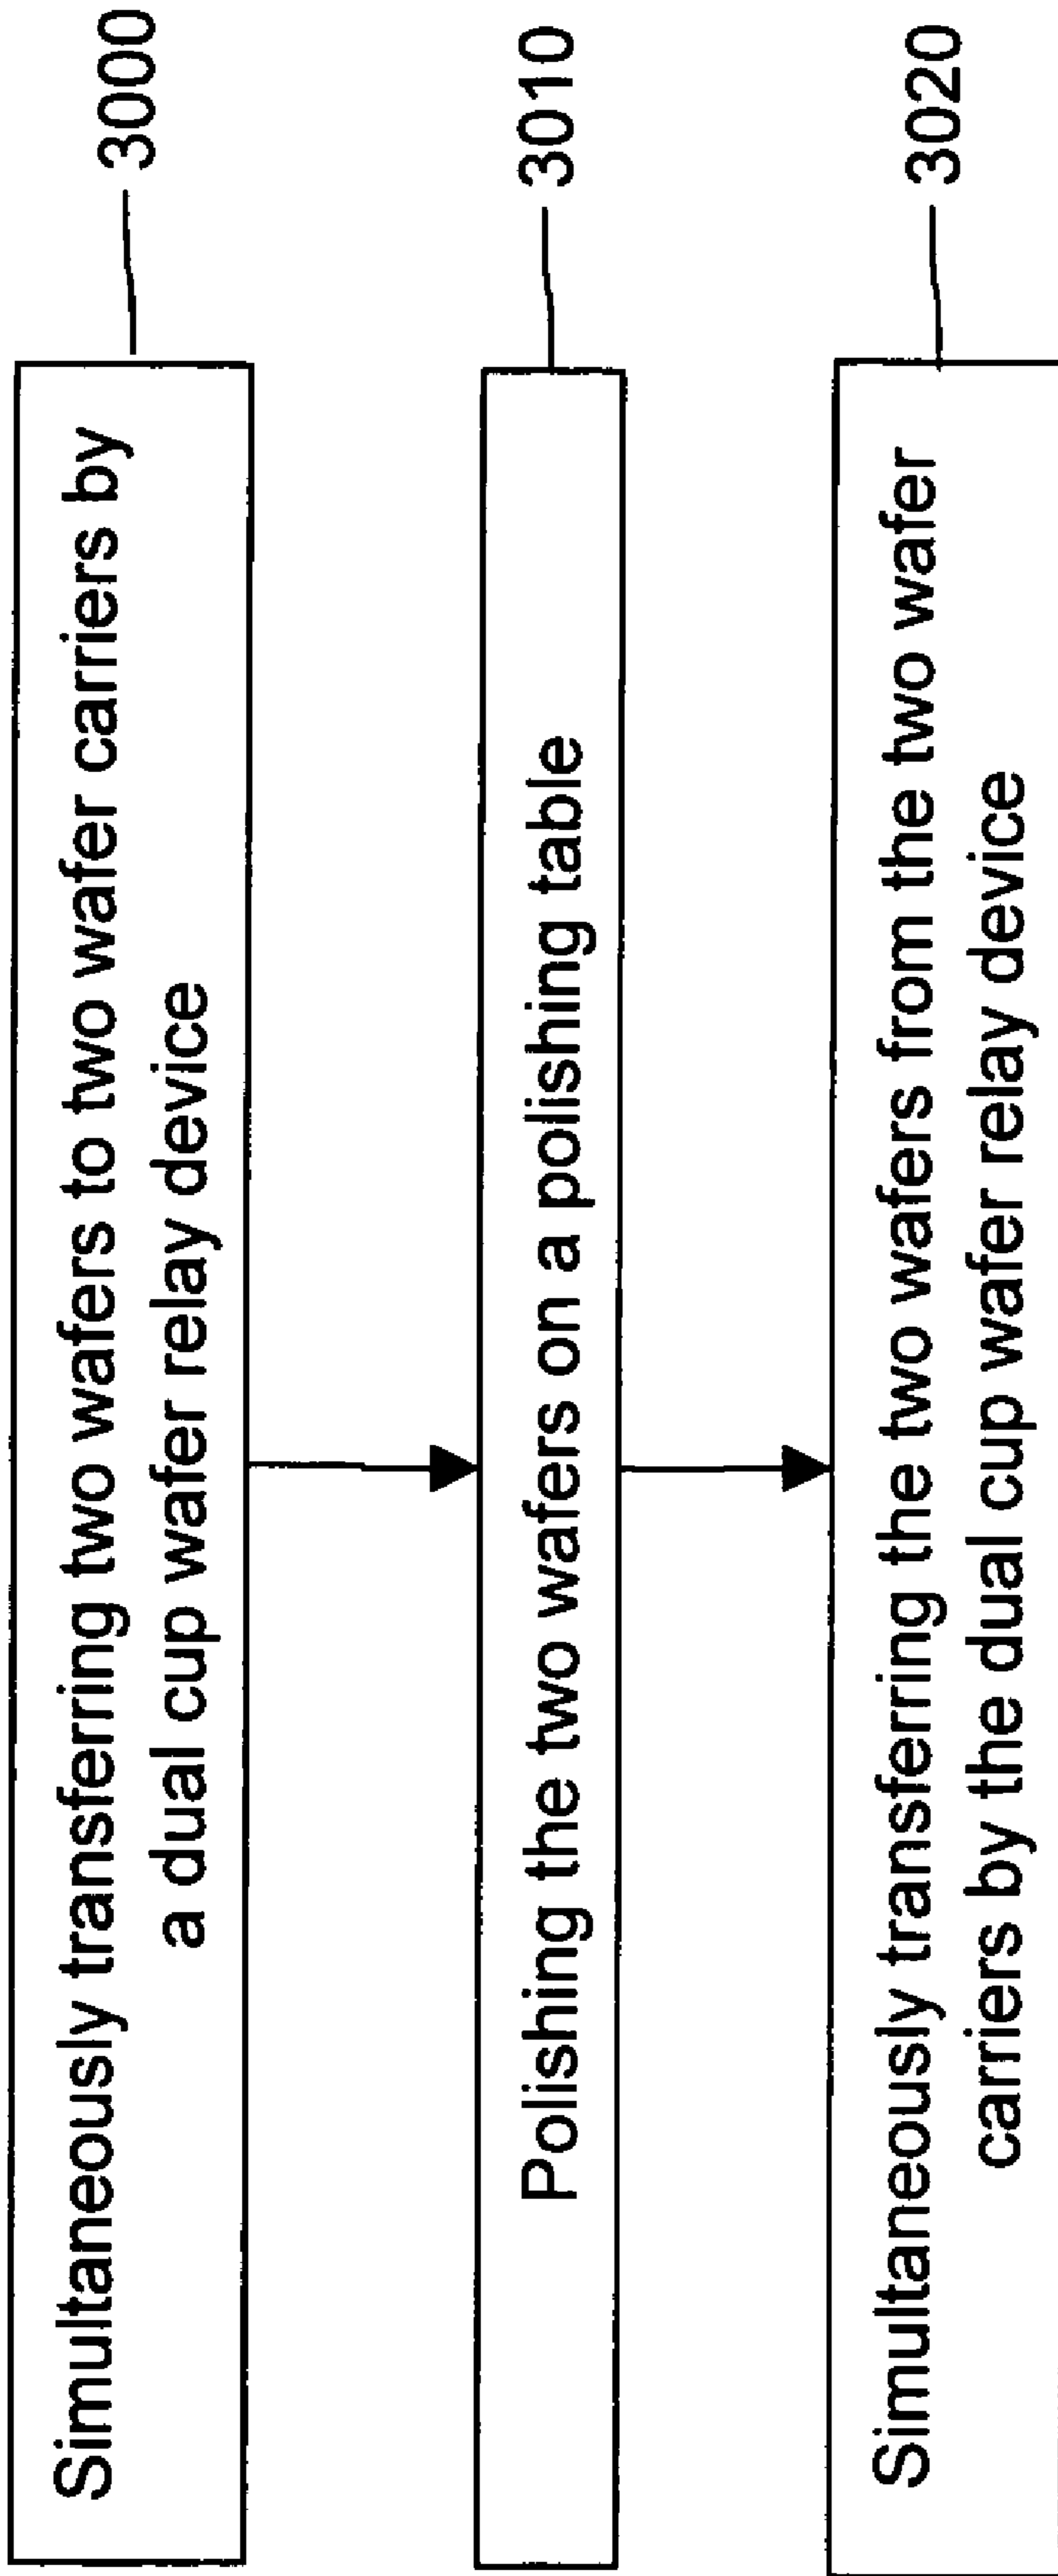 Simultaneously transferring two wafers to two wafer carriers by
a dual cup wafer relay device
3000
Polishing the two wafers on a polishing table
3010
Simultaneously transferring the two wafers from the two wafer
carriers by the dual cup wafer relay device
3020